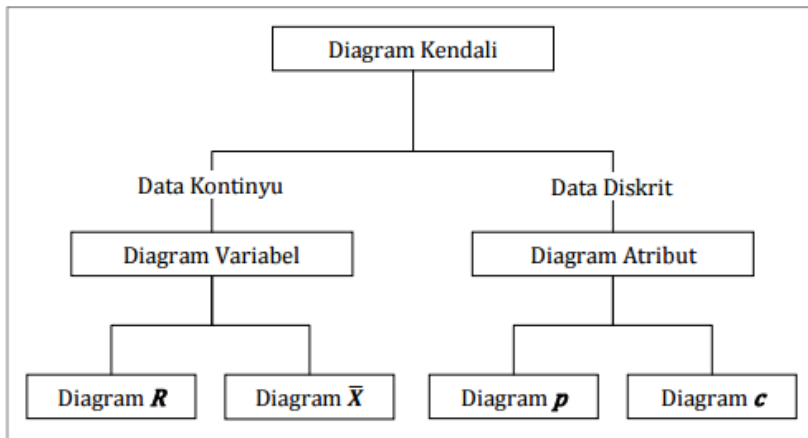 Diagram Kendali
Data Kontinyu
Data Diskrit
Diagram Variabel
Diagram Atribut
Diagram R
Diagram X̅
Diagram p
Diagram c